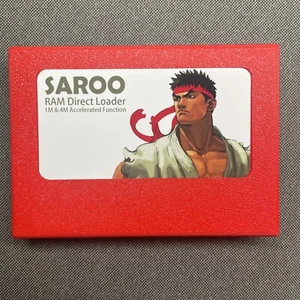 SAROO
RAM Direct Loader
1M & 4M Accelerated Function